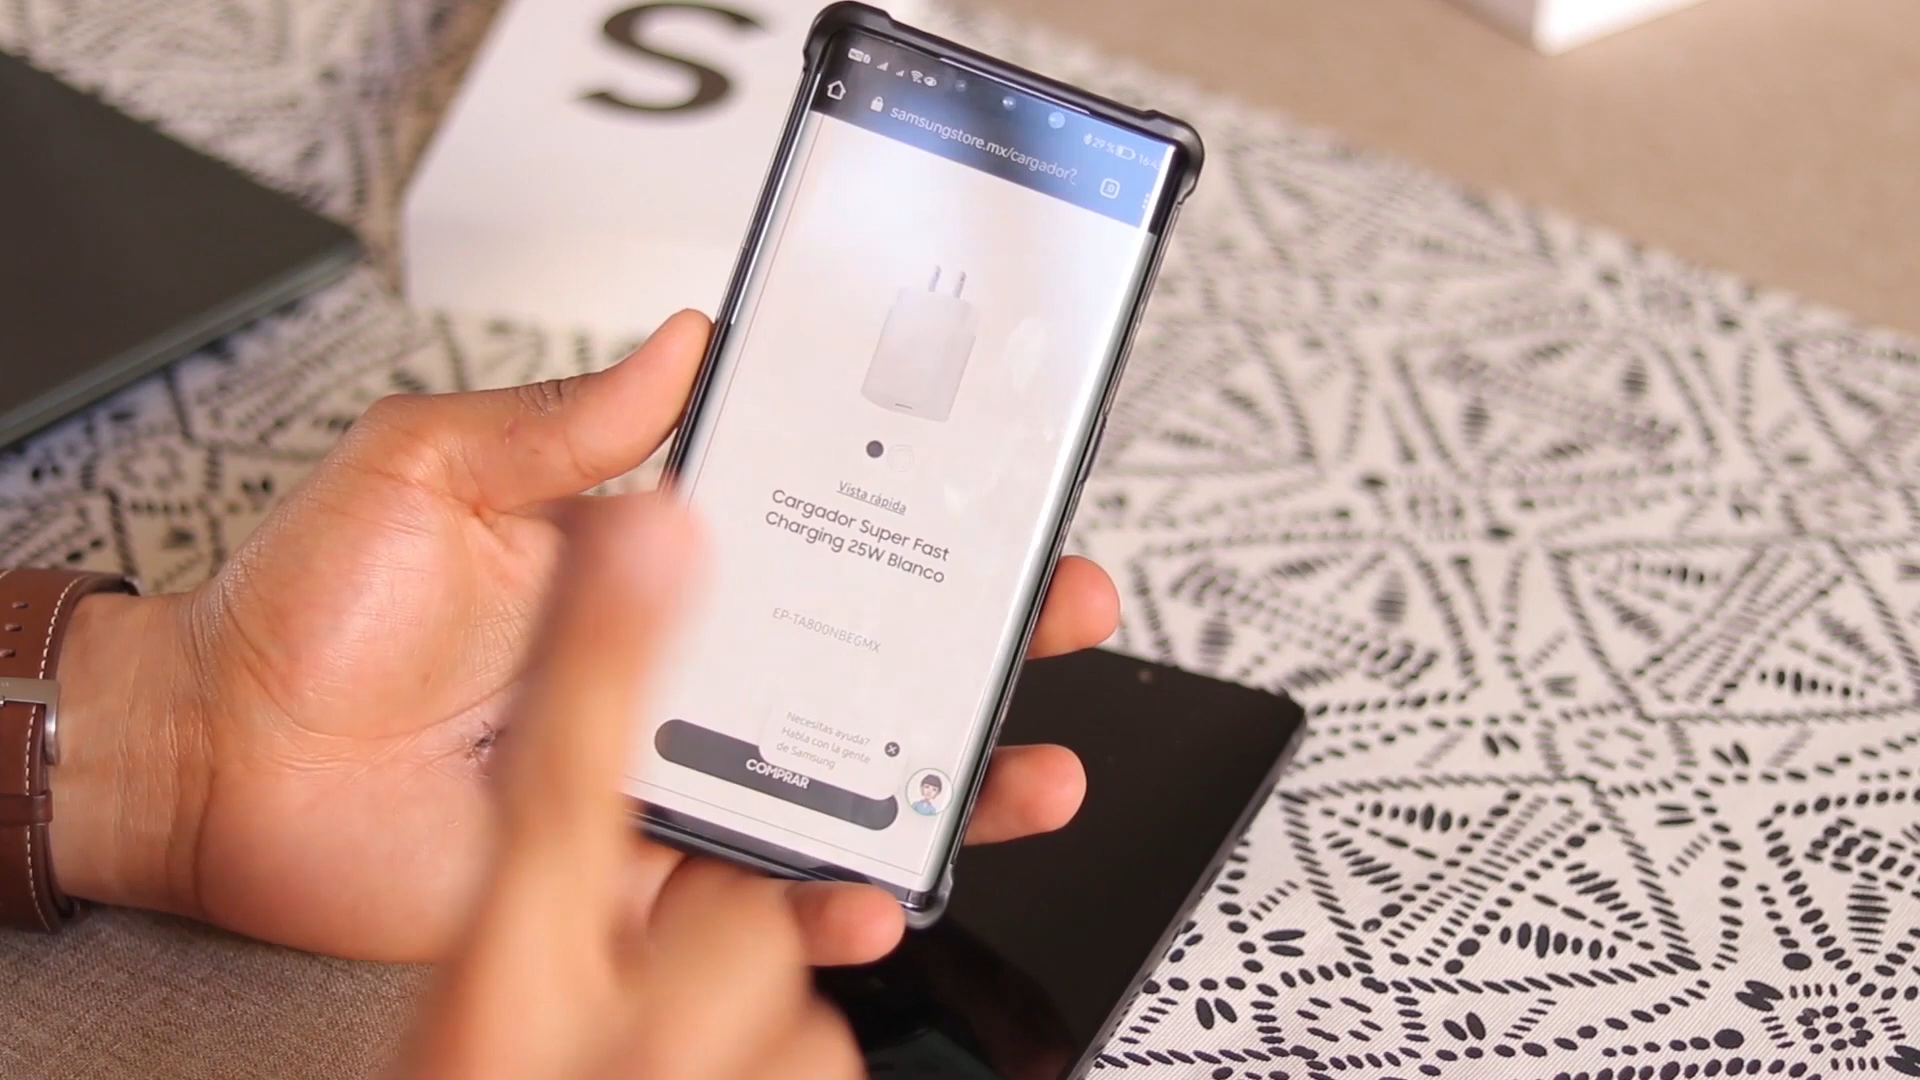 S
samsungstore.mx/cargador?
29%
Vista rápida
Cargador Super Fast
Charging 25W Blanco
EP-TA800NBEGMX
Necesitas ayuda?
Habla con la gente
de Samsung
COMPRAR